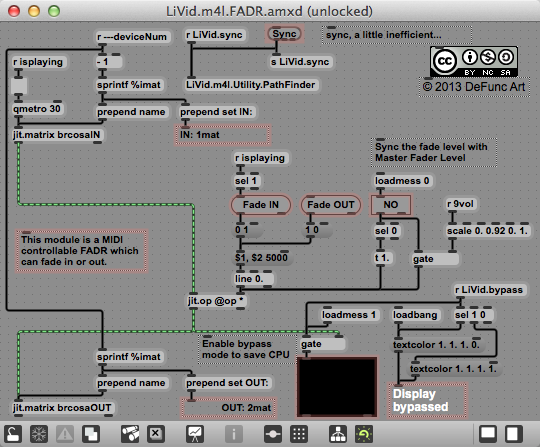 LiVid.m4l.FADR.amxd (unlocked)
r ---deviceNum
r LiVid.sync
Sync
sync, a little inefficient...
r isplaying
- 1
s LiVid.sync
sprintf %imat
LiVid.m4l.Utility.PathFinder
cc
BY NC SA
© 2013 DeFunc Art
qmetro 30
prepend name
prepend set IN:
jit.matrix brcosaIN
IN: 1mat
Sync the fade level with
Master Fader Level
r isplaying
sel 1
loadmess 0
Fade IN
Fade OUT
NO
r 9vol
0 1
1 0
sel 0
scale 0. 0.92 0. 1.
This module is a MIDI
controllable FADR which
can fade in or out.
$1, $2 5000
t 1.
gate
line 0.
jit.op @op *
r LiVid.bypass
loadmess 1
loadbang
sel 1 0
Enable bypass
mode to save CPU
gate
textcolor 1. 1. 1. 0.
sprintf %imat
textcolor 1. 1. 1. 1.
prepend name
prepend set OUT:
Display
bypassed
jit.matrix brcosaOUT
OUT: 2mat